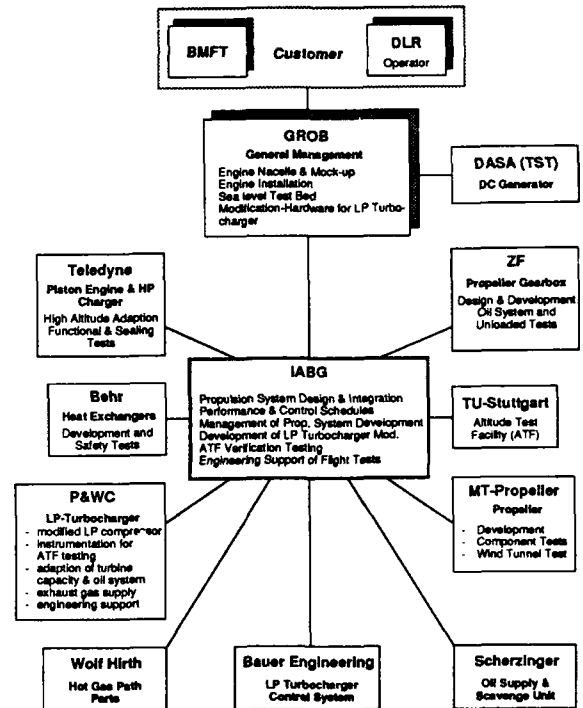 BMFT
Customer
DLR
Operator
GROB
General Management
Engine Nacelle & Mock-up
Engine Installation
Sea level Test Bed
Modification-Hardware for LP Turbo-
charger
DASA (TST)
DC Generator
Teledyne
Piston Engine & HP
Charger
High Altitude Adaption
Functional & Sealing
Tests
ZF
Propeller Gearbox
Design & Development
Oil System and
Unloaded Tests
IABG
Propulsion System Design & Integration
Performance & Control Schedules
Management of Prop. System Development
Development of LP Turbocharger Mod.
ATF Verification Testing
Engineering Support of Flight Tests
Behr
Heat Exchangers
Development and
Safety Tests
TU-Stuttgart
Altitude Test
Facility (ATF)
P&WC
LP-Turbocharger
- modified LP compressor
- instrumentation for
ATF testing
- adaption of turbine
capacity & oil system
- exhaust gas supply
- engineering support
MT-Propeller
Propeller
- Development
- Component Tests
- Wind Tunnel Test
Wolf Hirth
Hot Gas Path
Parts
Bauer Engineering
LP Turbocharger
Control System
Scherzinger
Oil Supply &
Scavenge Unit